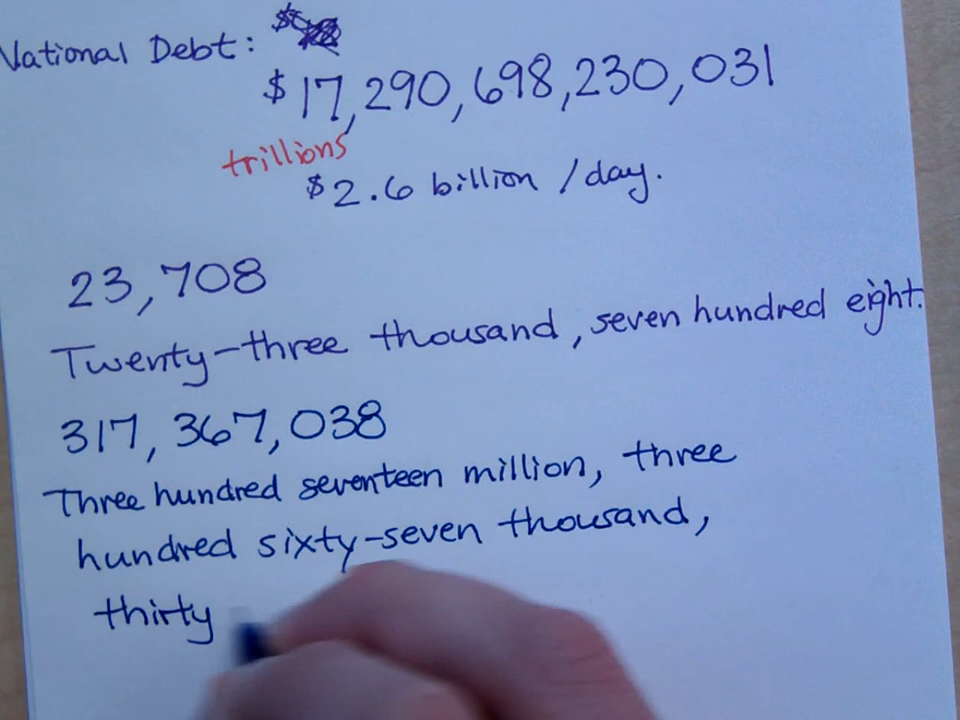 National Debt:
$17,290,698,230,031
trillions
$2.6 billion /day.
23,708
Twenty-three thousand, seven hundred eight.
317,367,038
Three hundred seventeen million, three
hundred sixty-seven thousand,
thirty